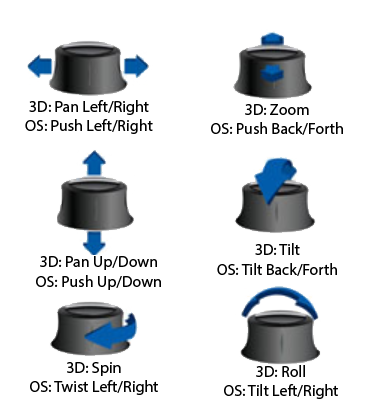 3D: Pan Left/Right
OS: Push Left/Right
3D: Zoom
OS: Push Back/Forth
3D: Pan Up/Down
OS: Push Up/Down
3D: Tilt
OS: Tilt Back/Forth
3D: Spin
OS: Twist Left/Right
3D: Roll
OS: Tilt Left/Right